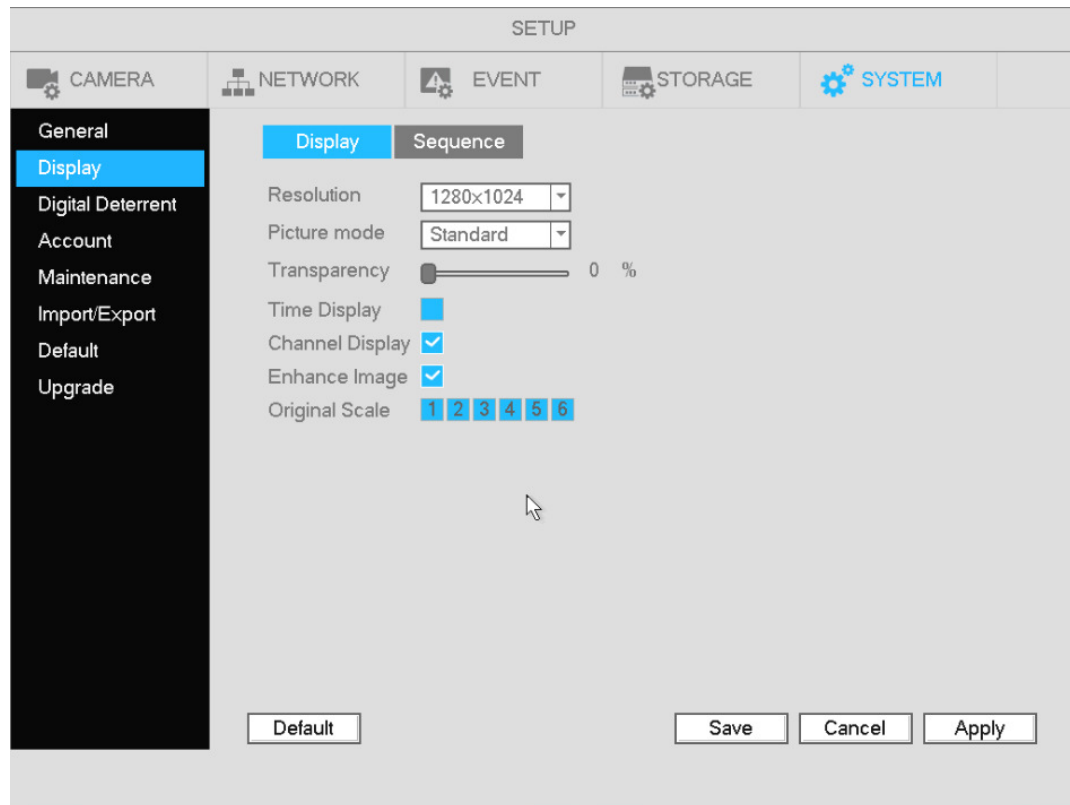 SETUP
CAMERA NETWORK EVENT STORAGE SYSTEM
General
Display
Digital Deterrent
Account
Maintenance
Import/Export
Default
Upgrade
Display Sequence
Resolution 1280×1024
Picture mode Standard
Transparency 0 %
Time Display
Channel Display
Enhance Image
Original Scale 1 2 3 4 5 6
Default Save Cancel Apply